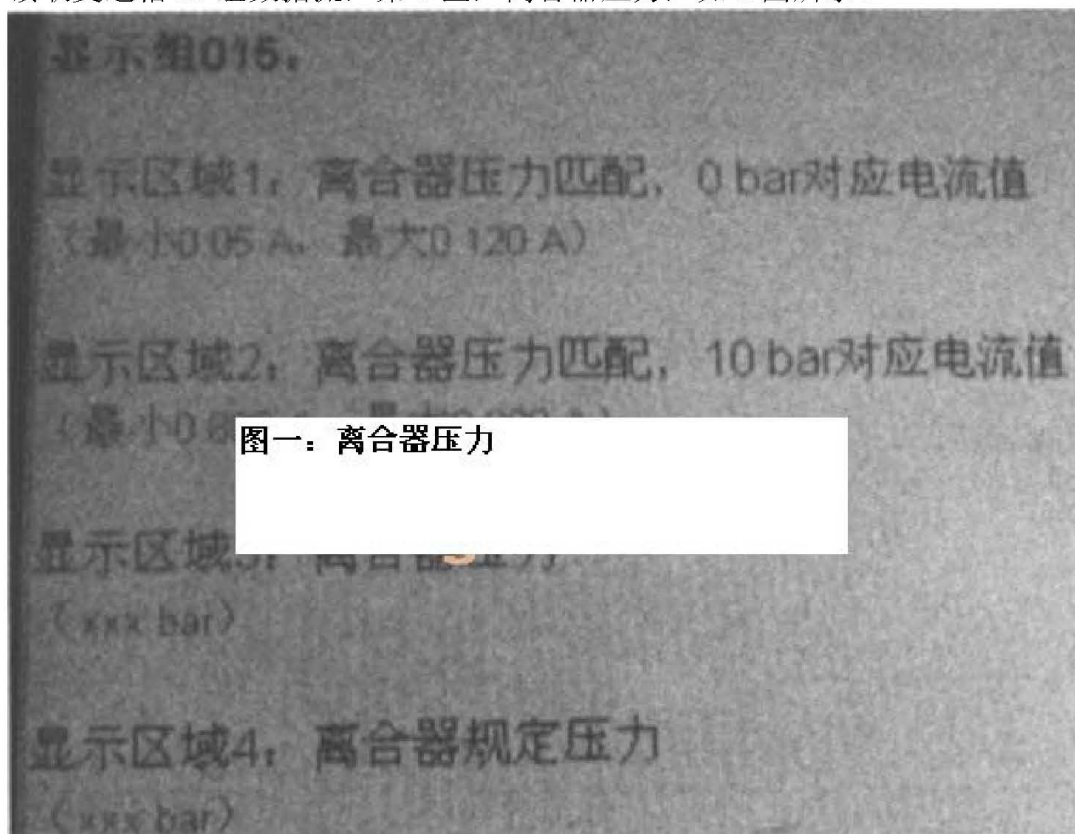 显示组015:
显示区域1: 离合器压力匹配, 0 bar对应电流值
(最小0.05 A, 最大0.120 A)
显示区域2: 离合器压力匹配, 10 bar对应电流值
(最小0.8
图一：离合器压力
显示区域
(xxx bar)
显示区域4: 离合器规定压力
(xxx bar)